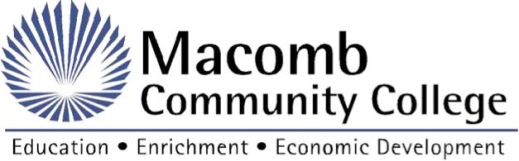 Macomb
Community College
Education • Enrichment • Economic Development